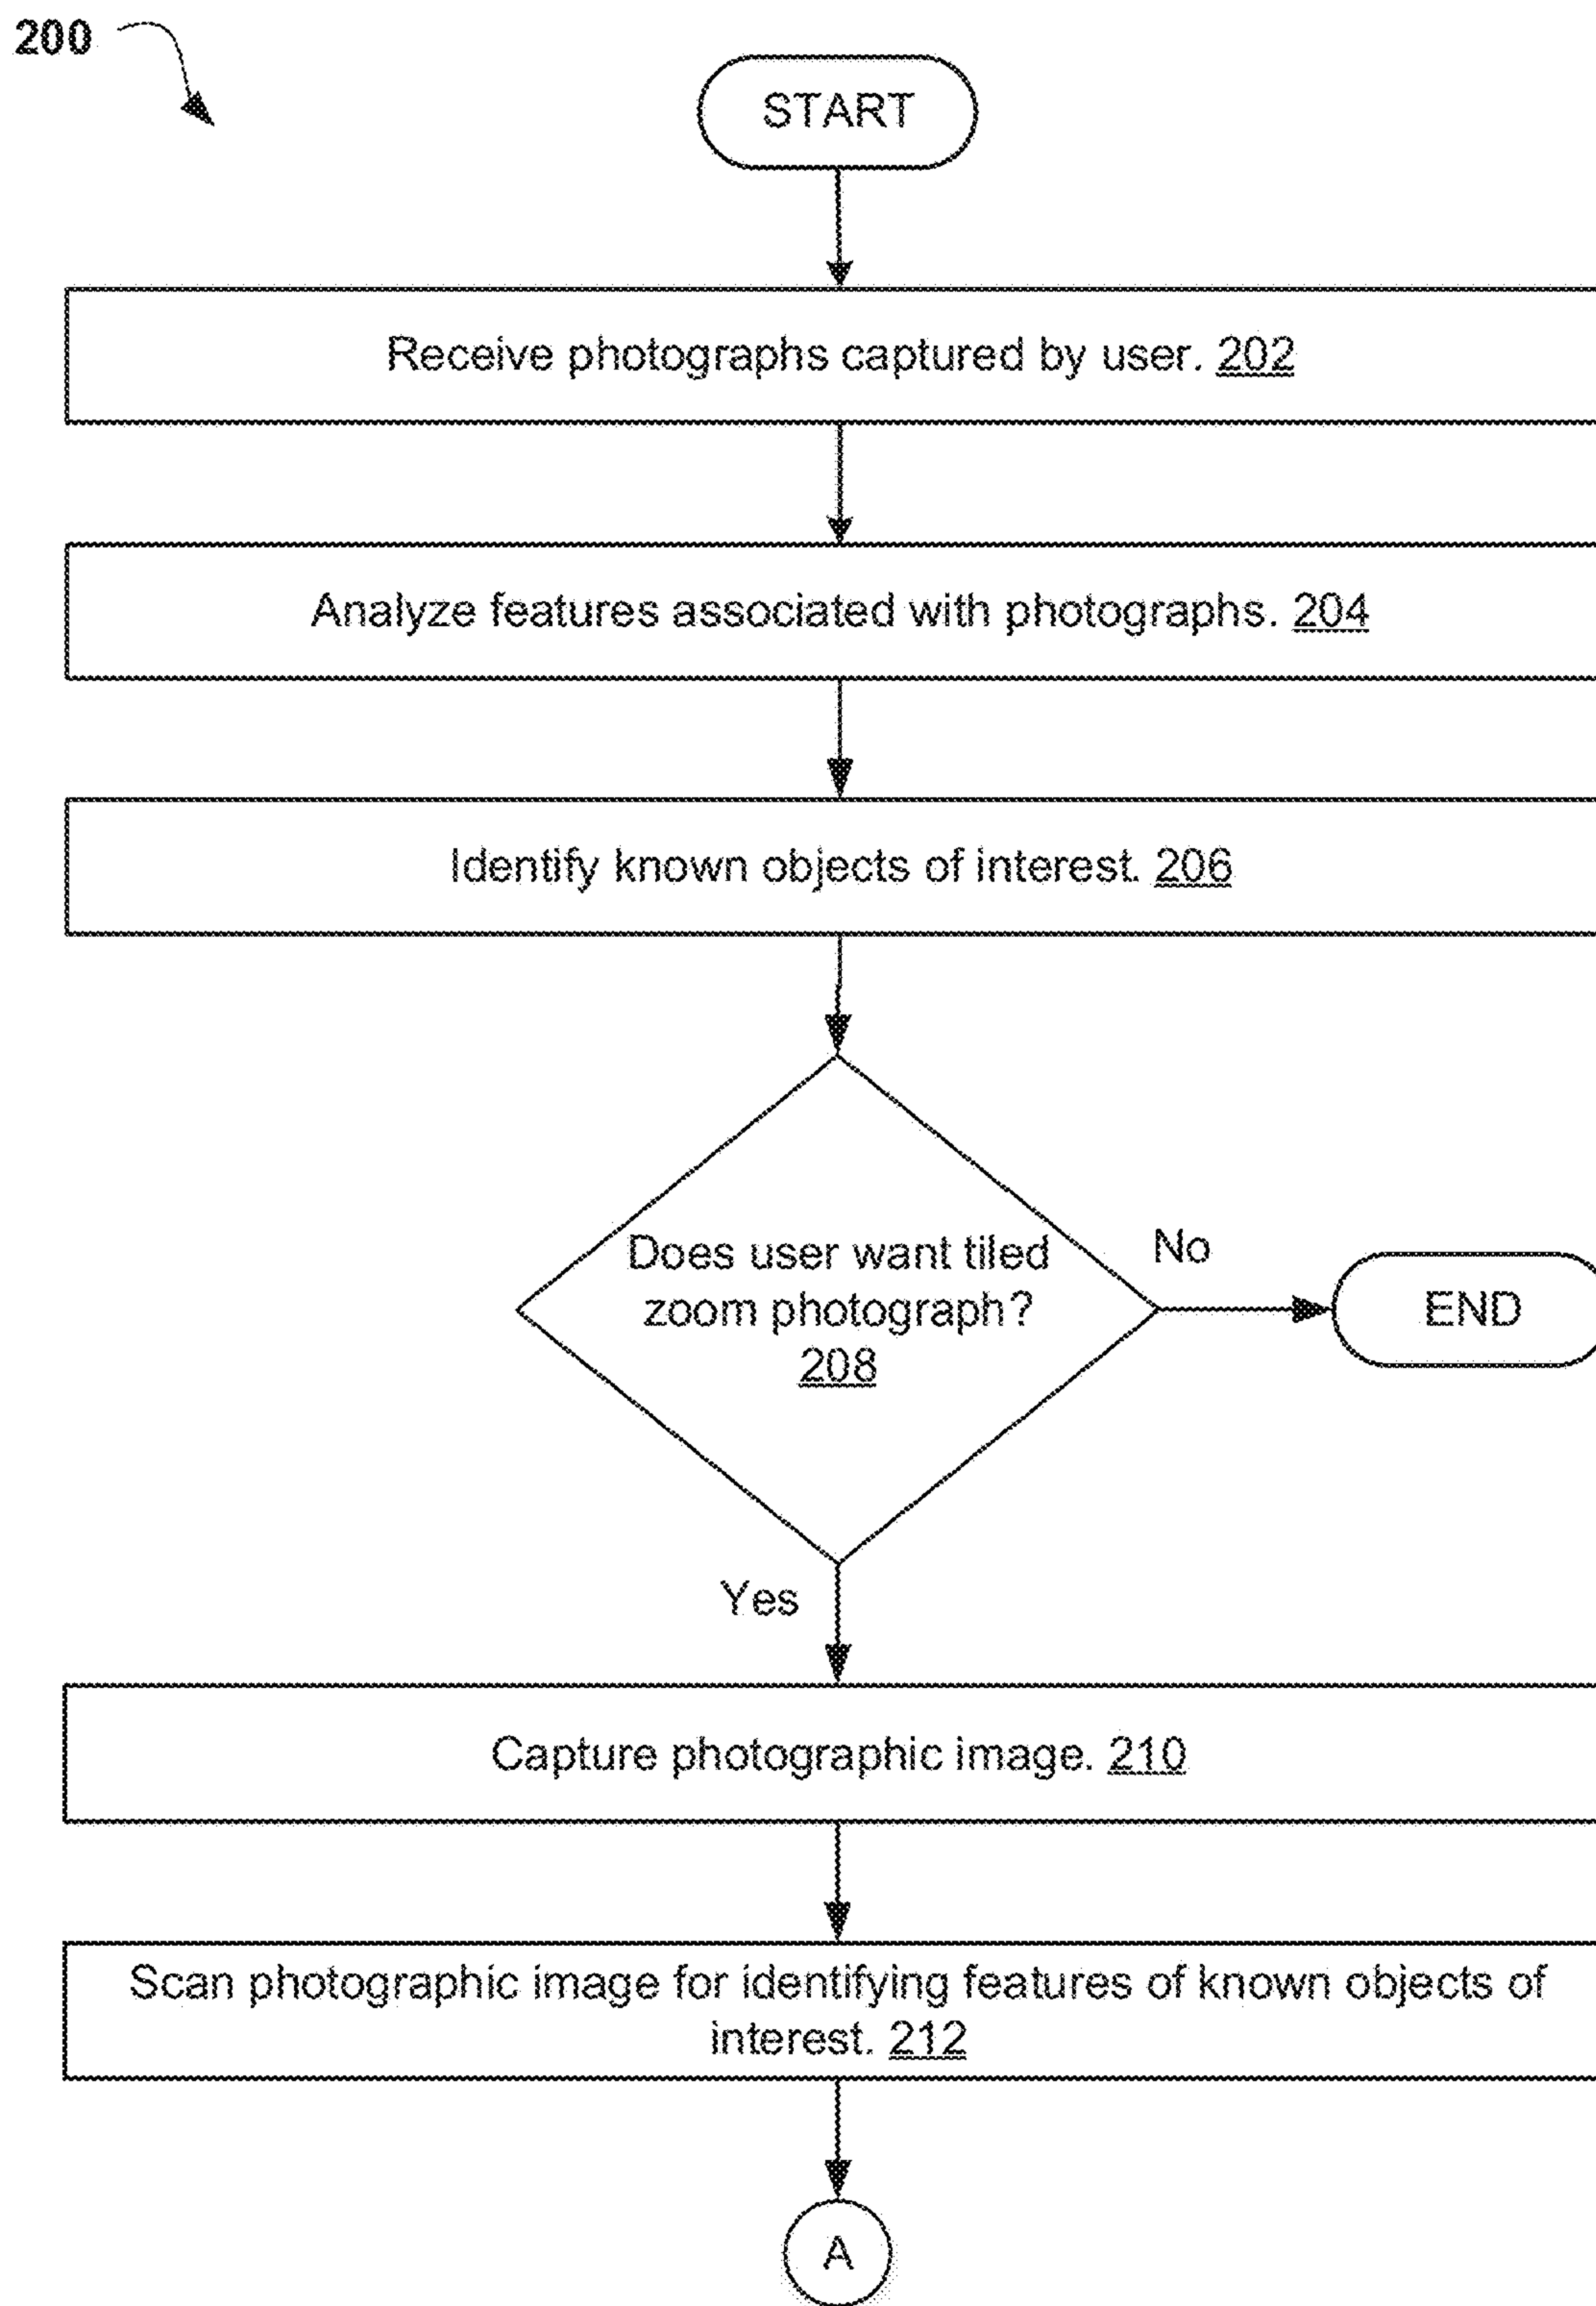 200
START
Receive photographs captured by user. 202
Analyze features associated with photographs. 204
Identify known objects of interest. 206
Does user want tiled
zoom photograph?
208
No
END
Yes
Capture photographic image. 210
Scan photographic image for identifying features of known objects of
interest. 212
A